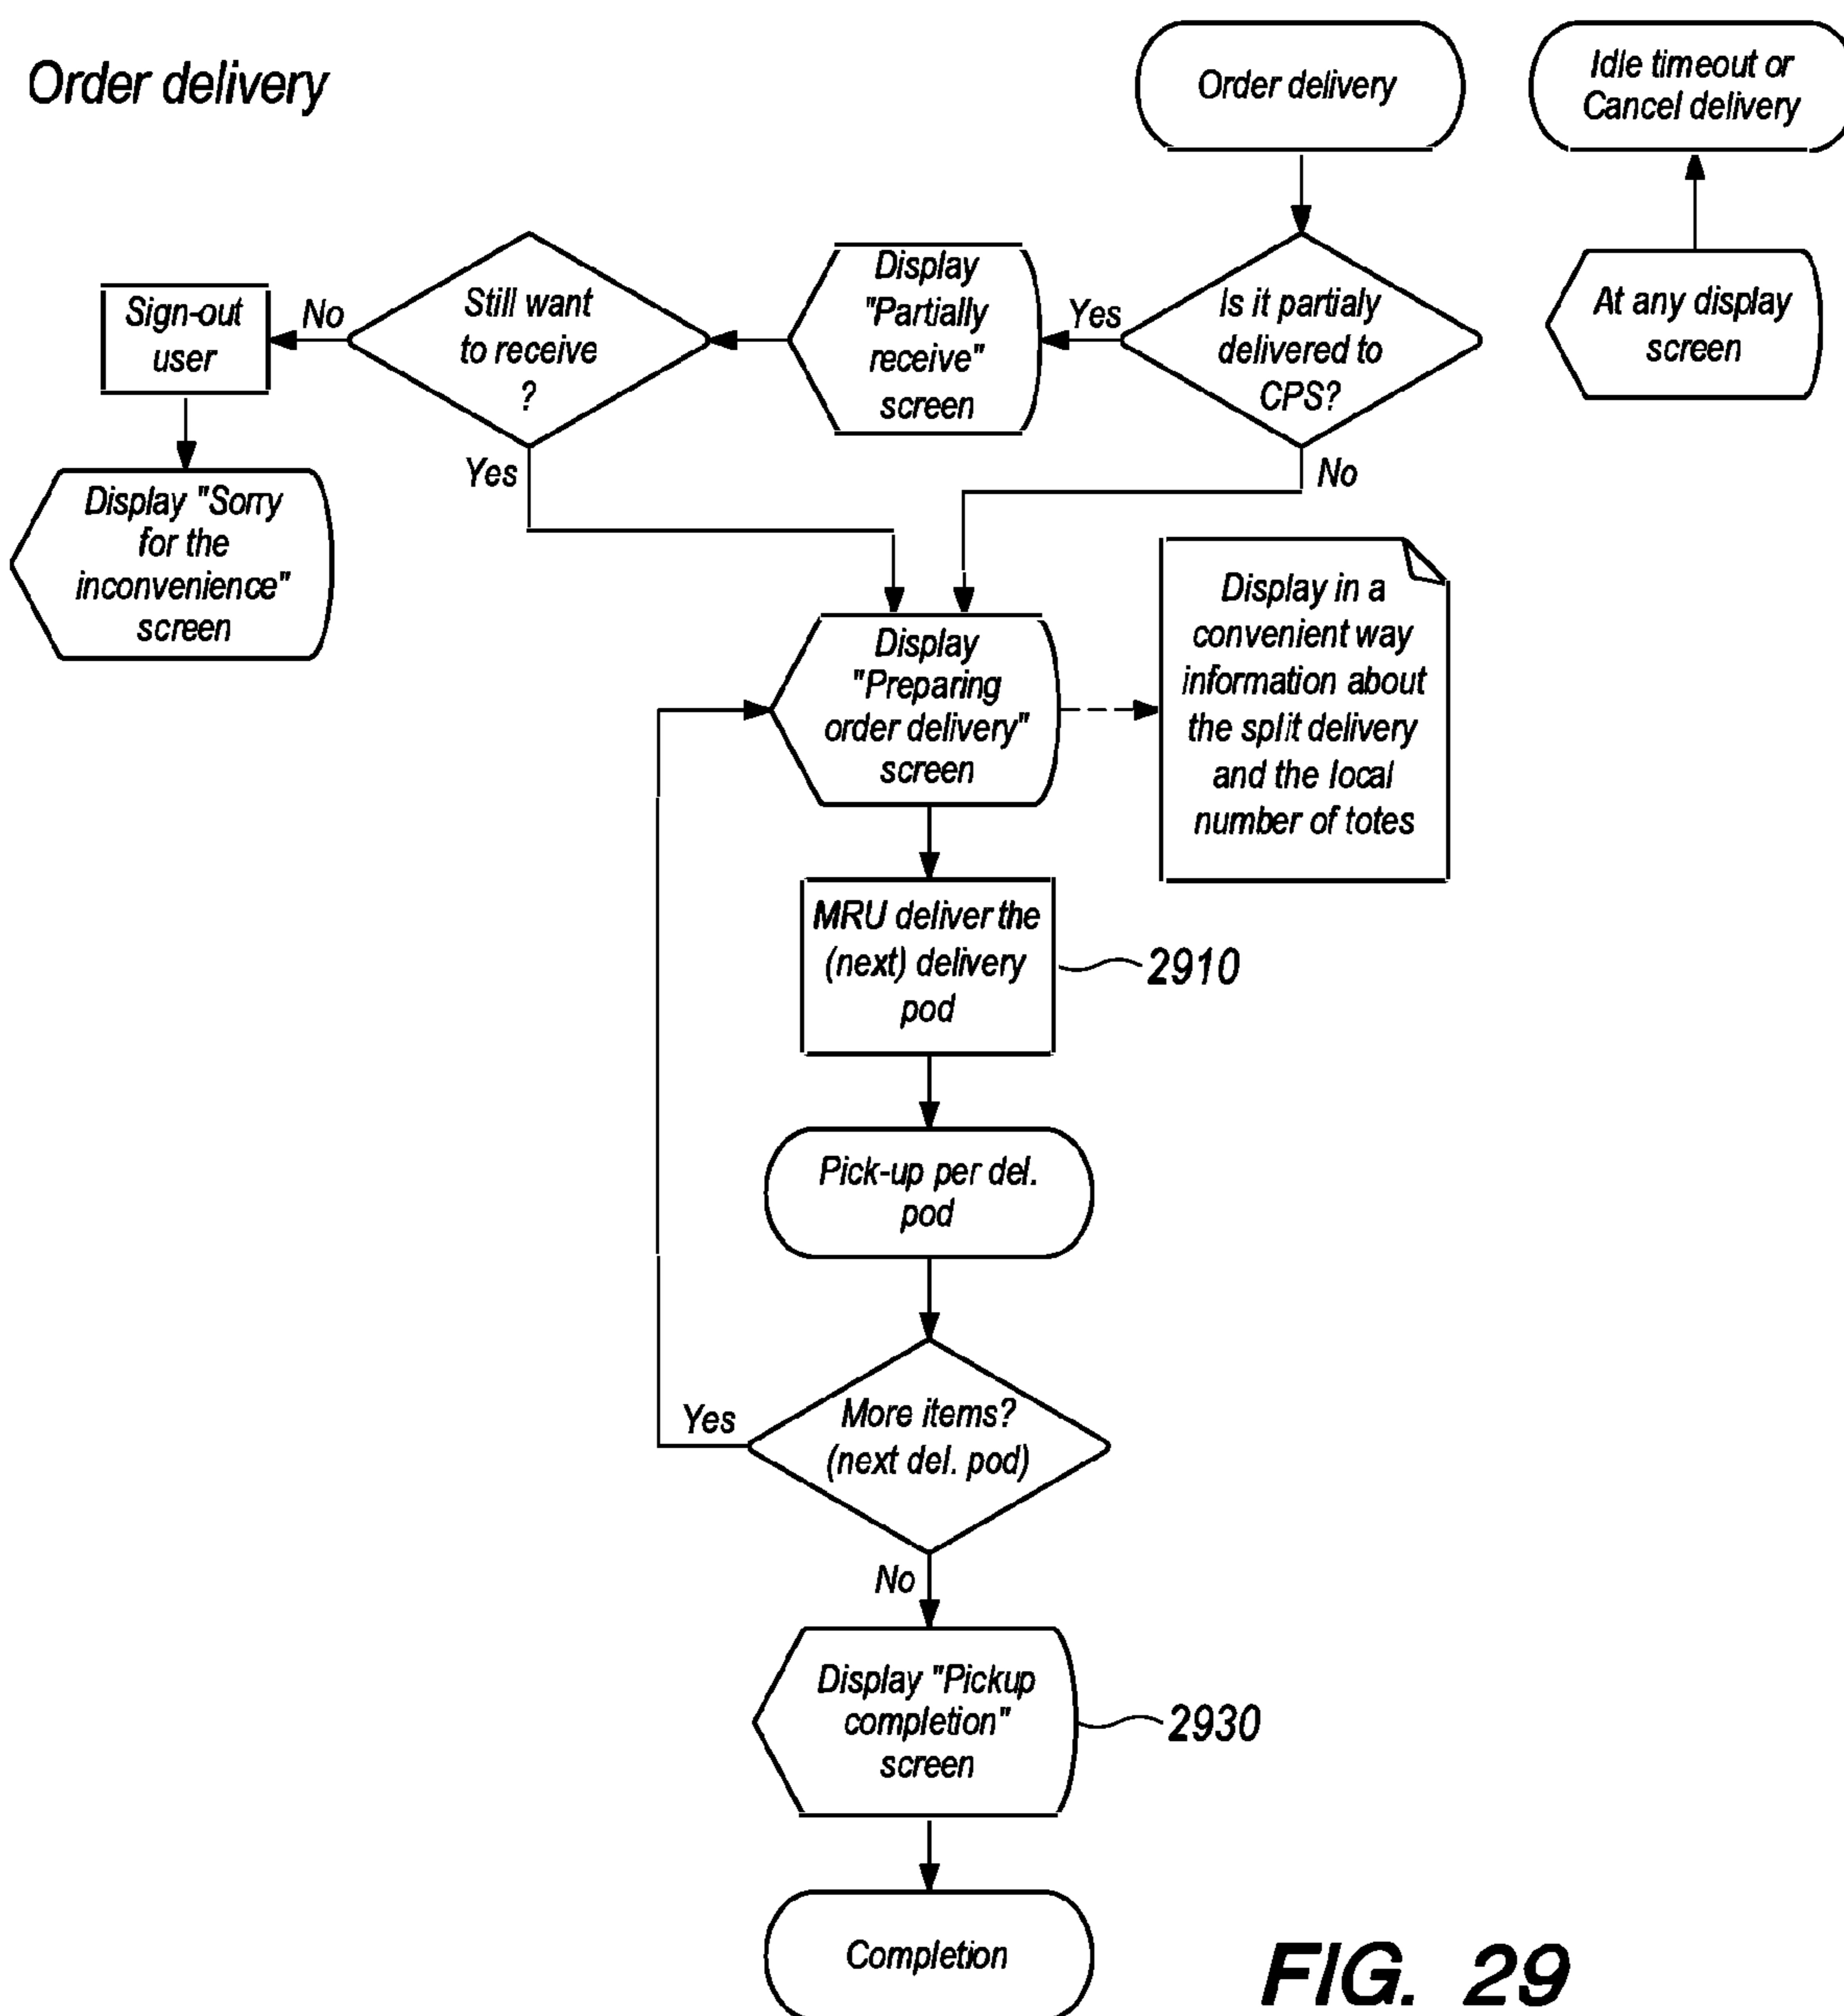 Order delivery
Order delivery
Idle timeout or
Cancel delivery
At any display
screen
Is it partialy
delivered to
CPS?
Yes
No
Display
"Partially
receive"
screen
Still want
to receive
?
No
Yes
Sign-out
user
Display "Sorry
for the
inconvenience"
screen
Display
"Preparing
order delivery"
screen
Display in a
convenient way
information about
the split delivery
and the local
number of totes
MRU deliver the
(next) delivery
pod
2910
Pick-up per del.
pod
More items?
(next del. pod)
Yes
No
Display "Pickup
completion"
screen
2930
Completion
FIG. 29